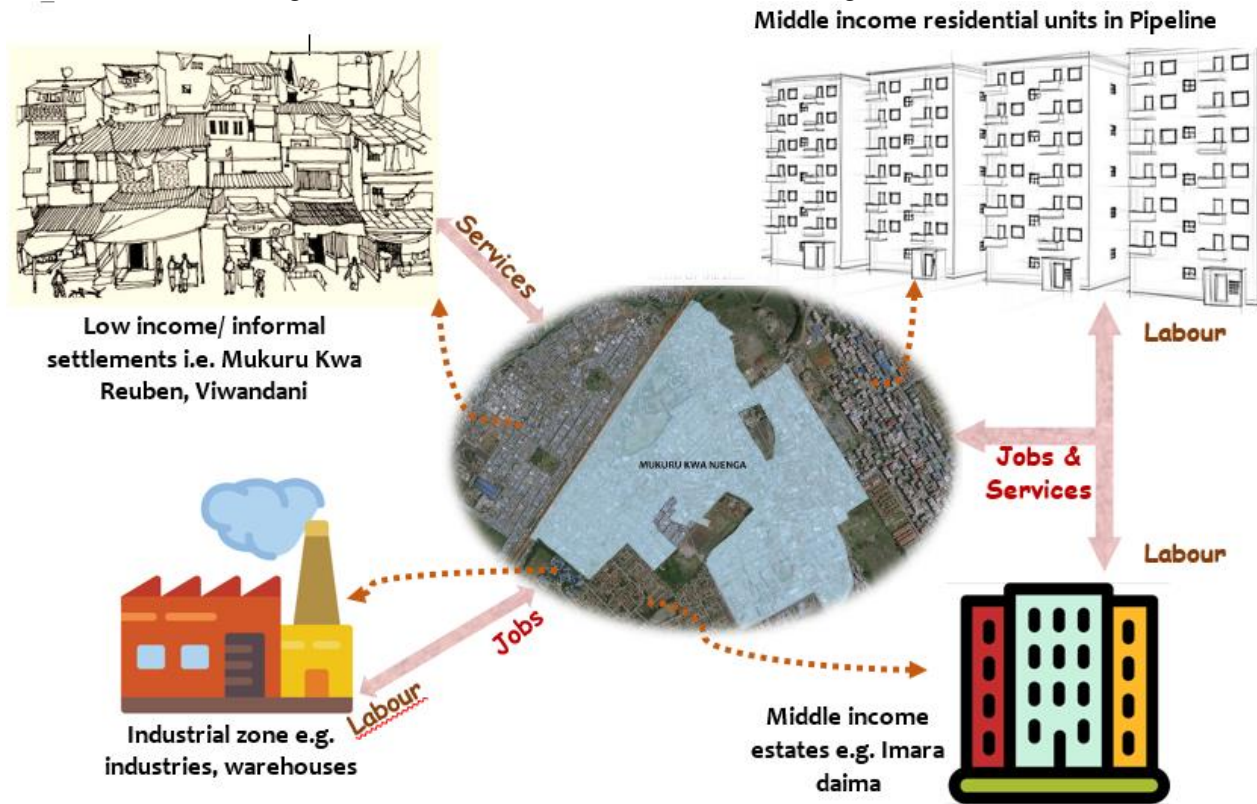 Middle income residential units in Pipeline
HOTEL
Services
Low income/ informal
settlements i.e. Mukuru Kwa
Reuben, Viwandani
Labour
MUKURU KWA NJENGA
Jobs &
Services
Labour
Jobs
Labour
Industrial zone e.g.
industries, warehouses
Middle income
estates e.g. Imara
daima